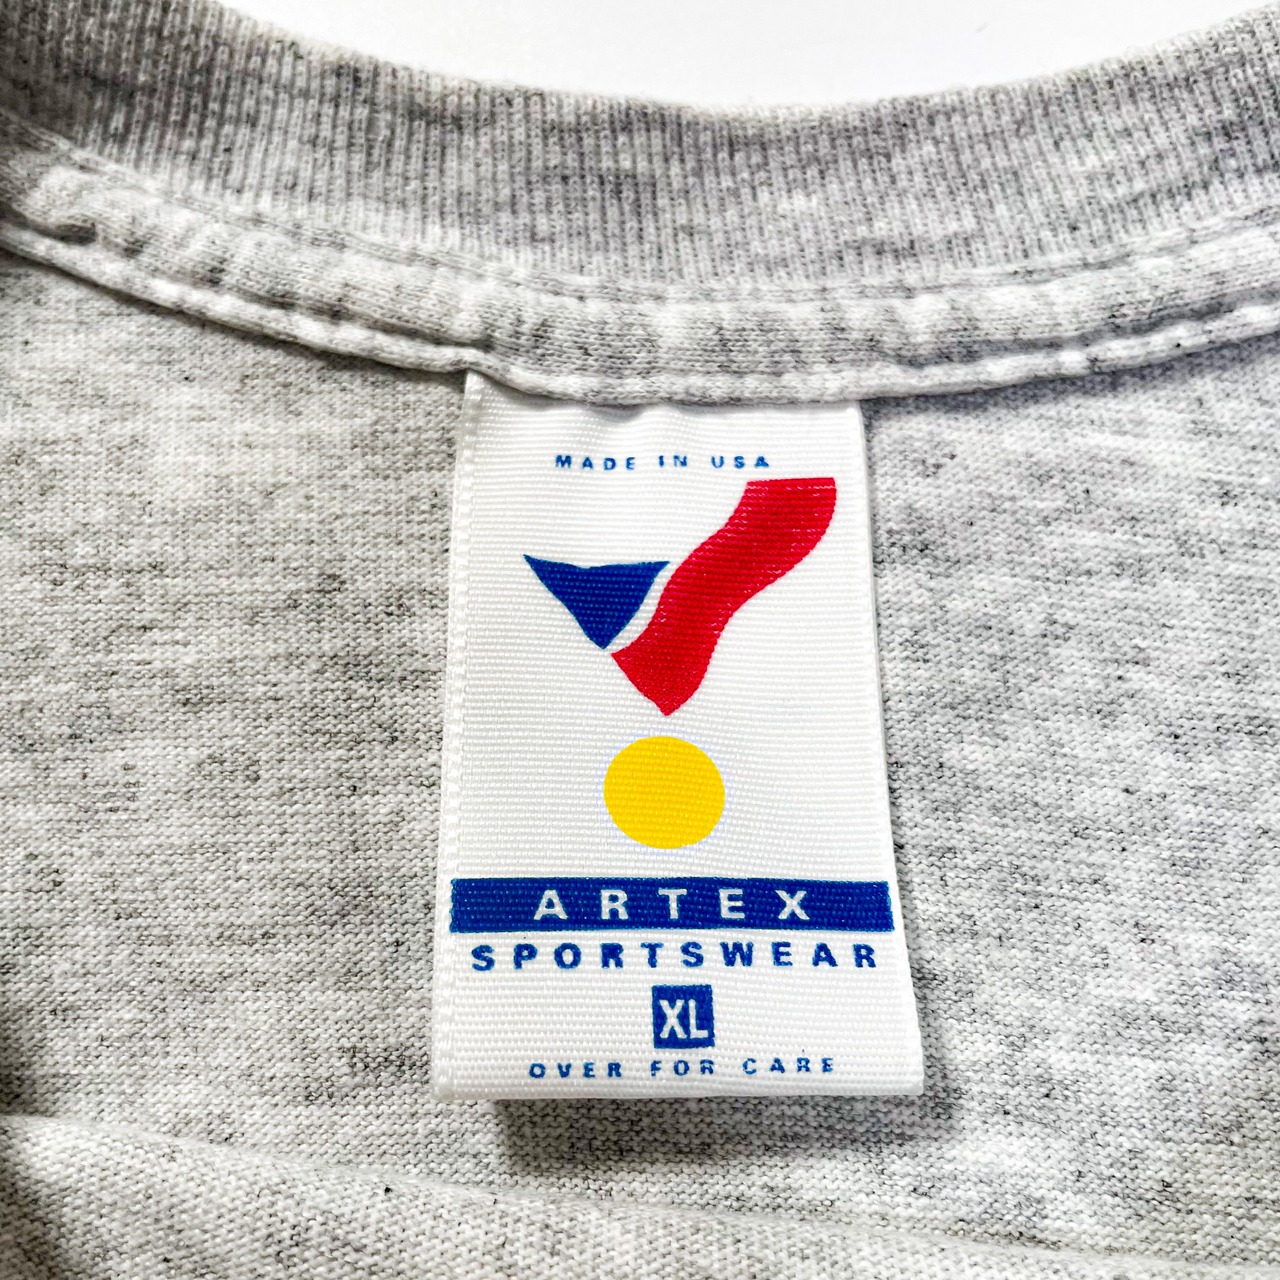 MADE IN USA
ARTEX
SPORTSWEAR
XL
OVER FOR CARE